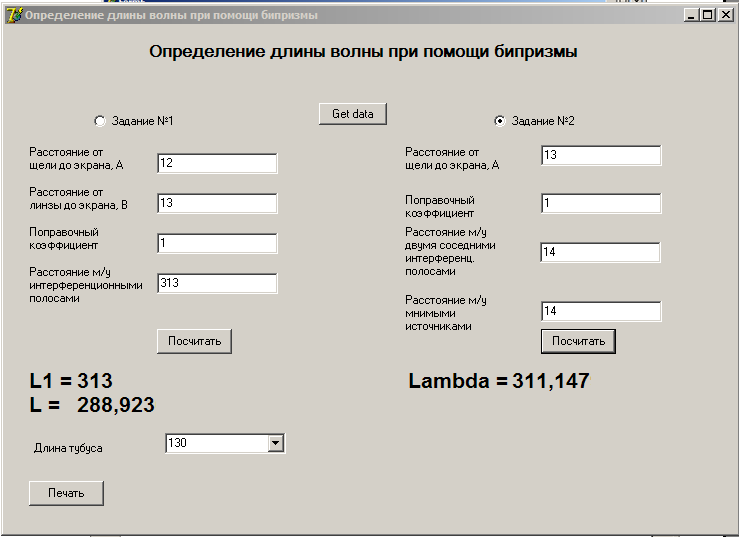 Определение длины волны при помощи бипризмы
Определение длины волны при помощи бипризмы
Get data
Задание №1
Расстояние от
щели до экрана, А
12
Расстояние от
линзы до экрана, В
13
Поправочный
коэффициент
1
Расстояние м/у
интерференционными
полосами
313
Посчитать
L1 = 313
L = 288,923
Длина тубуса
130
Печать
Задание №2
Расстояние от
щели до экрана, А
13
Поправочный
коэффициент
1
Расстояние м/у
двумя соседними
интерференц.
полосами
14
Расстояние м/у
мнимыми
источниками
14
Посчитать
Lambda = 311,147